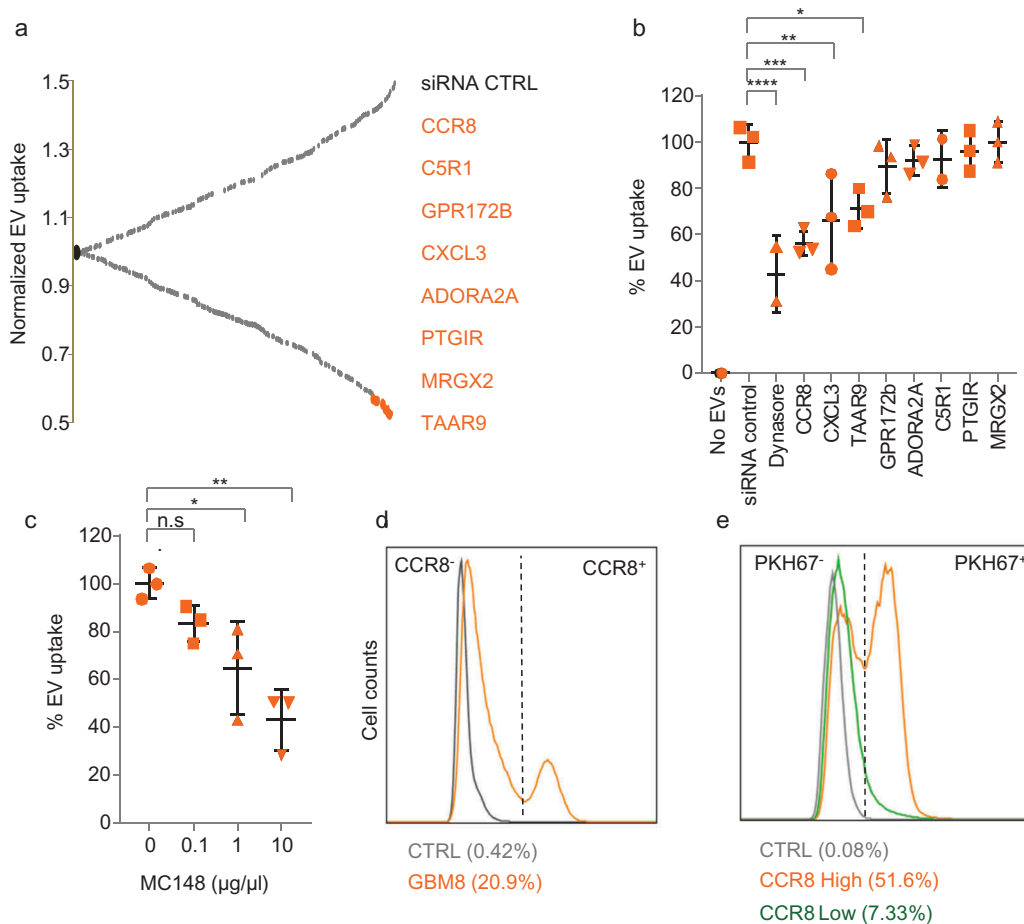 a
Normalized EV uptake
1.5
1.3
1.1
0.9
0.7
0.5
siRNA CTRL
CCR8
C5R1
GPR172B
CXCL3
ADORA2A
PTGIR
MRGX2
TAAR9
b
*
**
***
****
% EV uptake
120
100
80
60
40
20
0
No EVs
siRNA control
Dynasore
CCR8
CXCL3
TAAR9
GPR172b
ADORA2A
C5R1
PTGIR
MRGX2
c
**
*
n.s
% EV uptake
120
100
80
60
40
20
0
0 0.1 1 10
MC148 (µg/µl)
d
CCR8- CCR8+
Cell counts
CTRL (0.42%)
GBM8 (20.9%)
e
PKH67- PKH67+
CTRL (0.08%)
CCR8 High (51.6%)
CCR8 Low (7.33%)